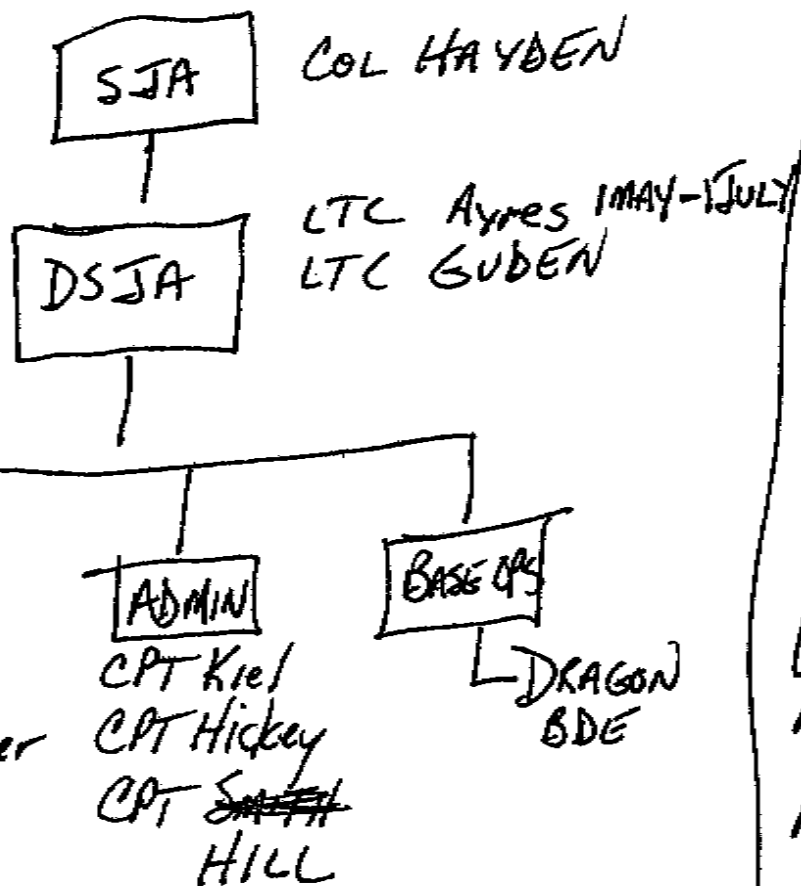 SJA COL HAYDEN
LTC Ayres 1MAY-1JULY
DSJA LTC GUDEN
ADMIN BASE OPS
CPT Kiel DRAGON
CPT Hickey BDE
er
CPT Smith
HILL